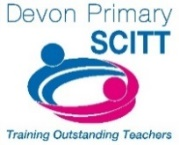 Devon Primary
SCITT
Training Outstanding Teachers